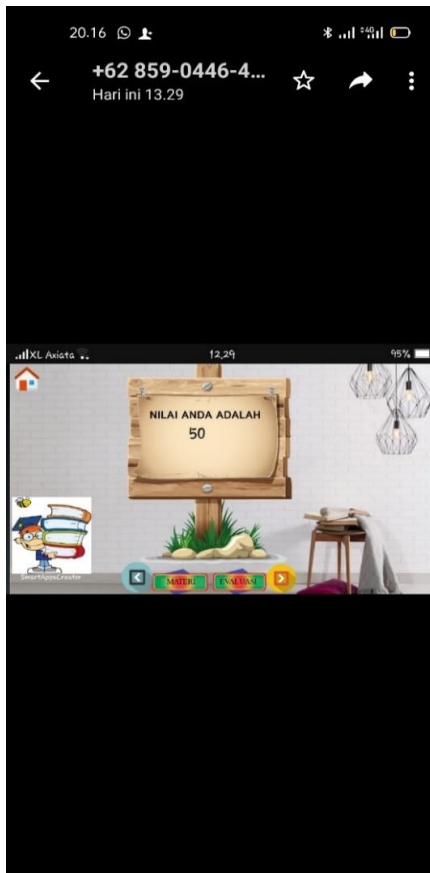 20.16
4G
+62 859-0446-4...
Hari ini 13.29
XL Axiata
12,29
95%
NILAI ANDA ADALAH
50
SmartAppsCreator
MATERI
EVALUASI